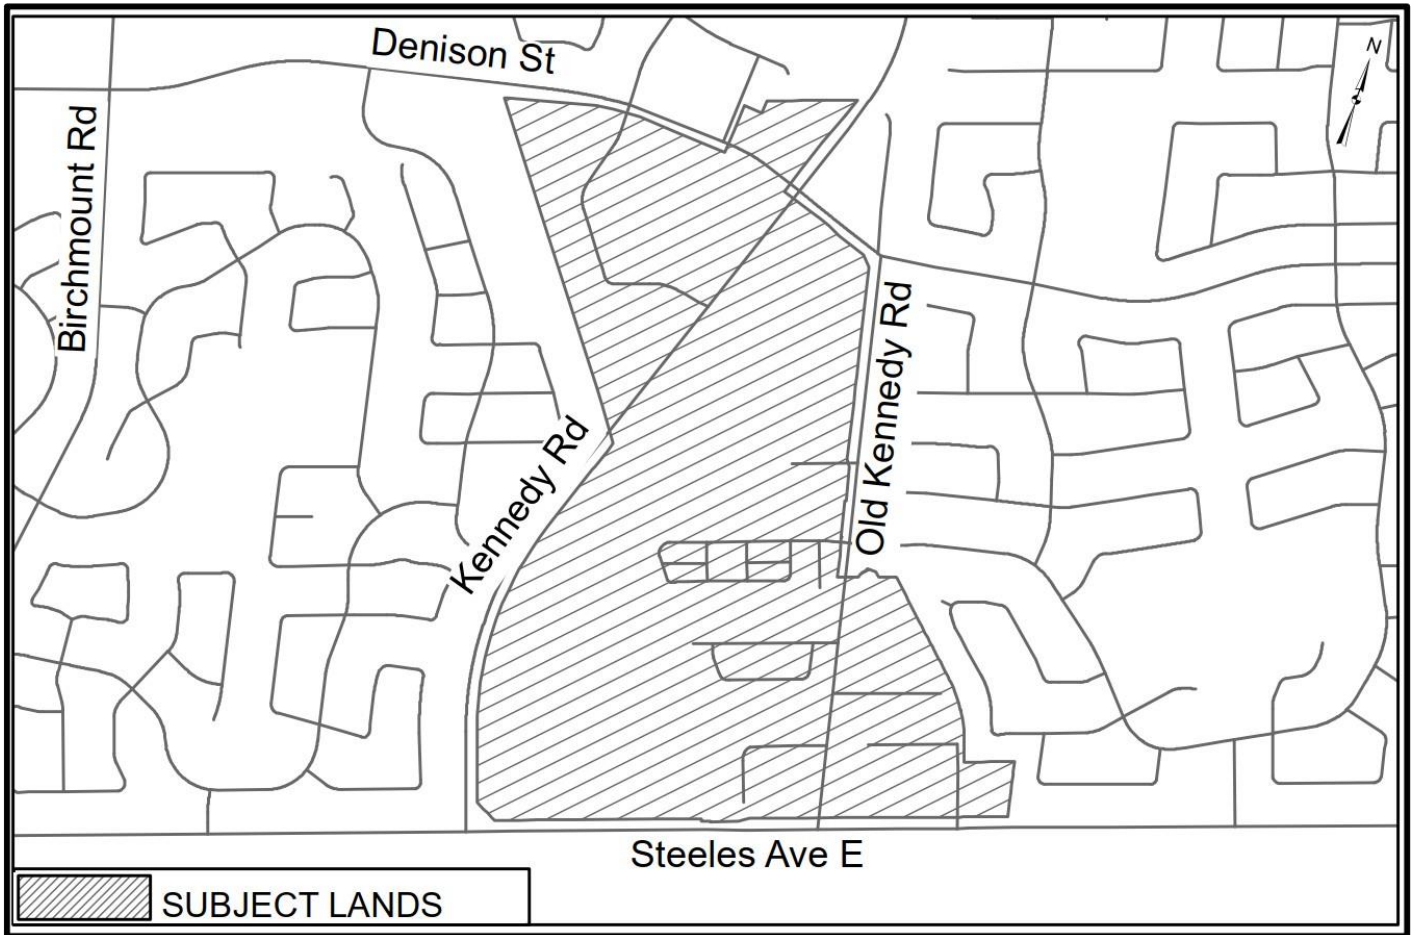 Denison St
N
Birchmount Rd
Old Kennedy Rd
Kennedy Rd
Steeles Ave E
SUBJECT LANDS